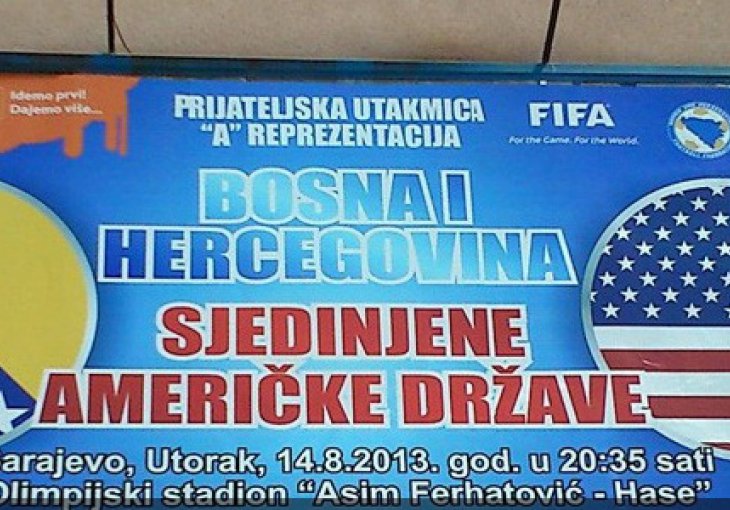 Idemo prvi!
Dajemo više...
PRIJATELJSKA UTAKMICA
"A" REPREZENTACIJA
FIFA
For the Game. For the World.
BOSNA I
HERCEGOVINA
SJEDINJENE
AMERIČKE DRŽAVE
Sarajevo, Utorak, 14.8.2013. god. u 20:35 sati
Olimpijski stadion “Asim Ferhatović - Hase”